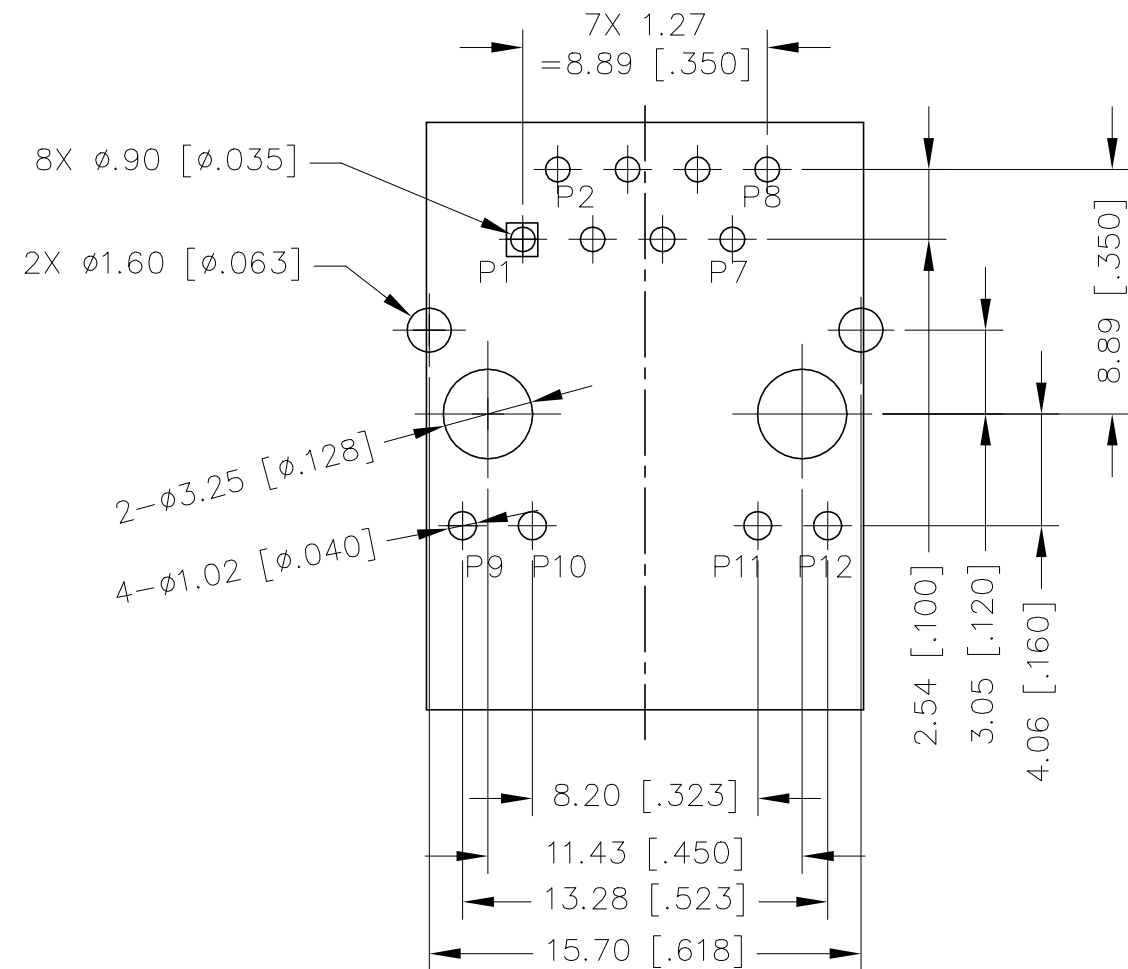 7X 1.27
=8.89 [.350]
8X ø.90 [ø.035]
P2
P8
2X ø1.60 [ø.063]
P1
P7
8.89 [.350]
2-ø3.25 [ø.128]
4-ø1.02 [ø.040]
P9
P10
P11
P12
2.54 [.100]
3.05 [.120]
4.06 [.160]
8.20 [.323]
11.43 [.450]
13.28 [.523]
15.70 [.618]